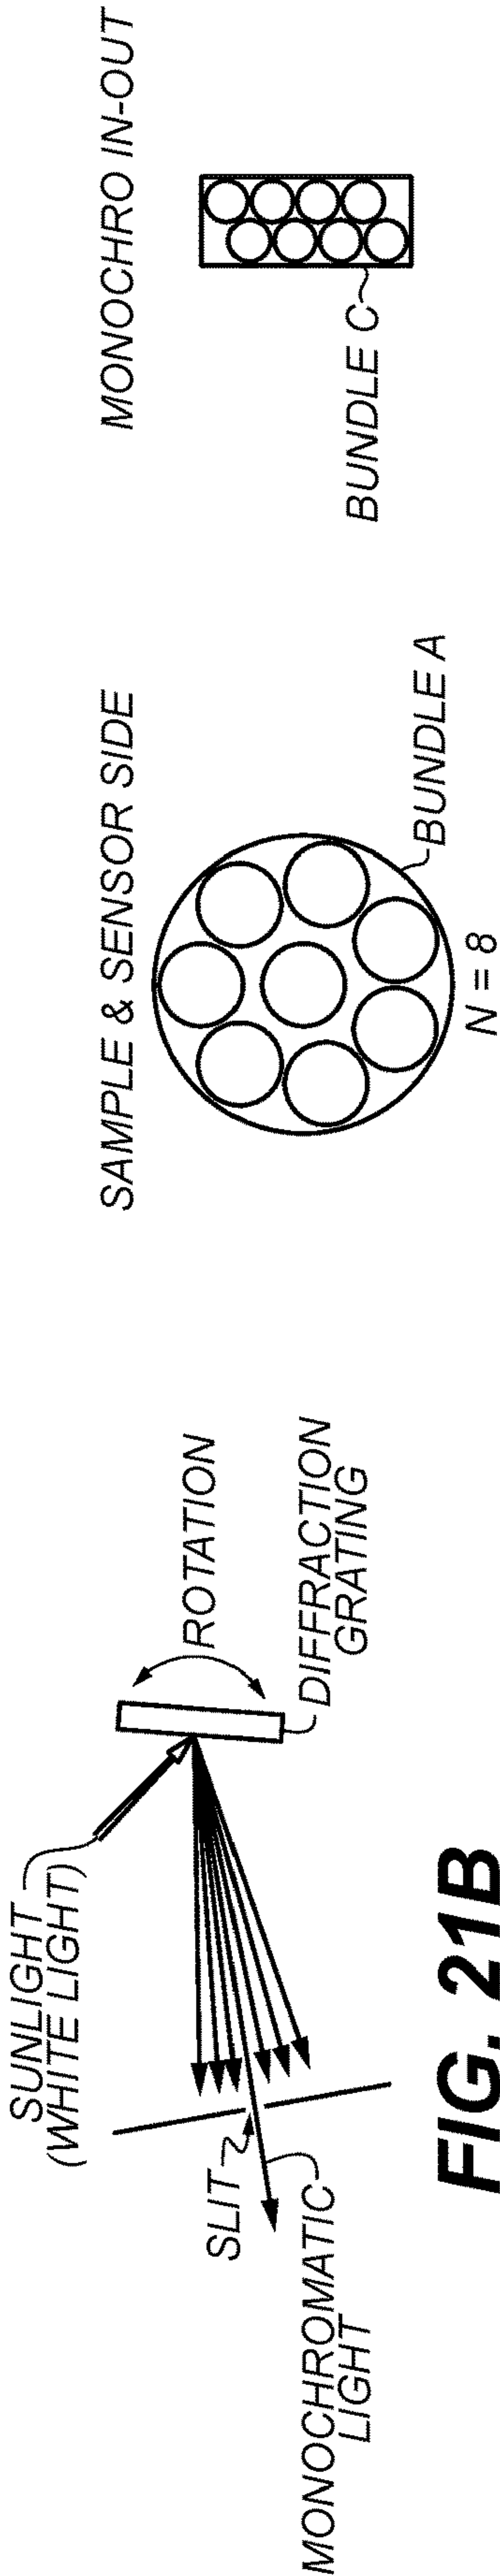 SUNLIGHT
(WHITE LIGHT)
ROTATION
SLIT
DIFFRACTION
GRATING
MONOCHROMATIC
LIGHT
SAMPLE & SENSOR SIDE
BUNDLE A
N = 8
MONOCHRO IN-OUT
BUNDLE C
FIG. 21B